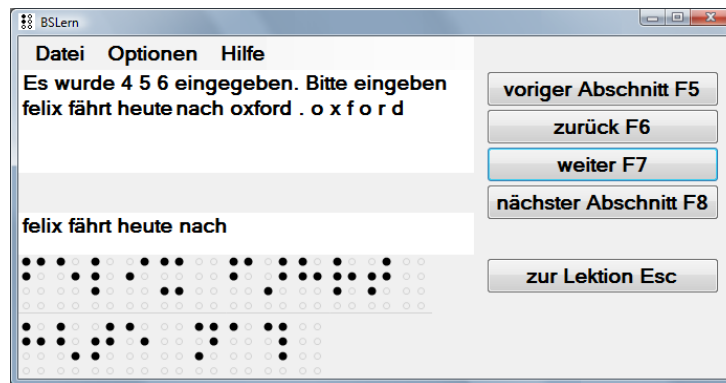 BSLern
Datei Optionen Hilfe
Es wurde 4 5 6 eingegeben. Bitte eingeben
felix fährt heute nach oxford . o x f o r d
felix fährt heute nach
voriger Abschnitt F5
zurück F6
weiter F7
nächster Abschnitt F8
zur Lektion Esc